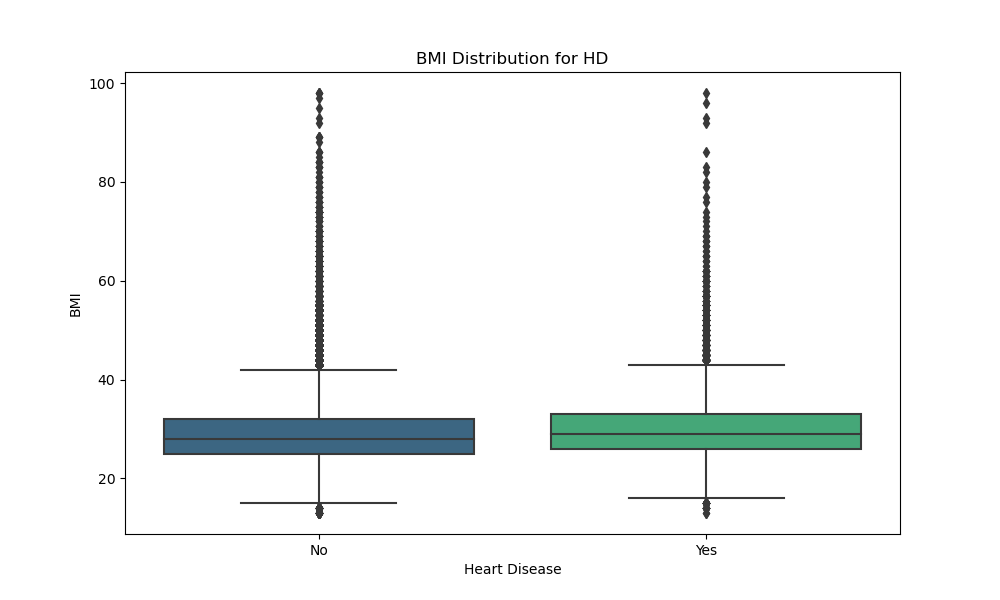 BMI Distribution for HD
100
80
60
40
20
BMI
No
Yes
Heart Disease